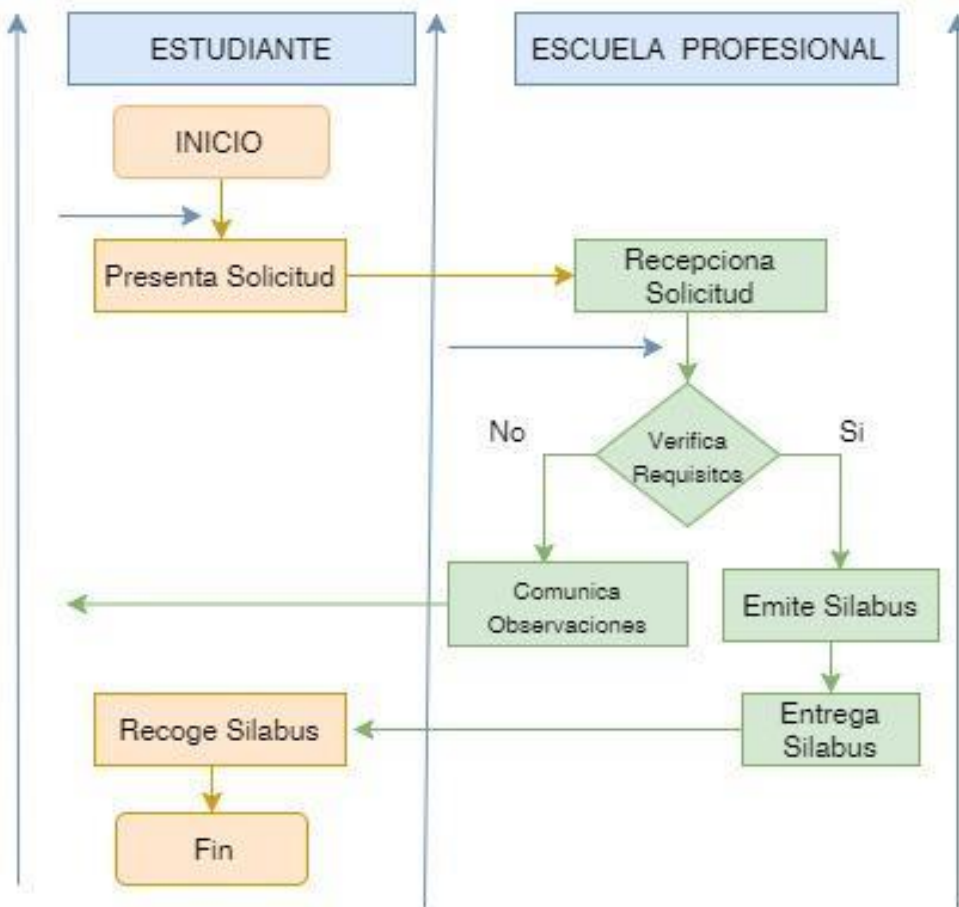 ESTUDIANTE
ESCUELA PROFESIONAL
INICIO
Presenta Solicitud
Recepciona
Solicitud
No
Si
Verifica
Requisitos
Comunica
Observaciones
Emite Silabus
Recoge Silabus
Entrega
Silabus
Fin